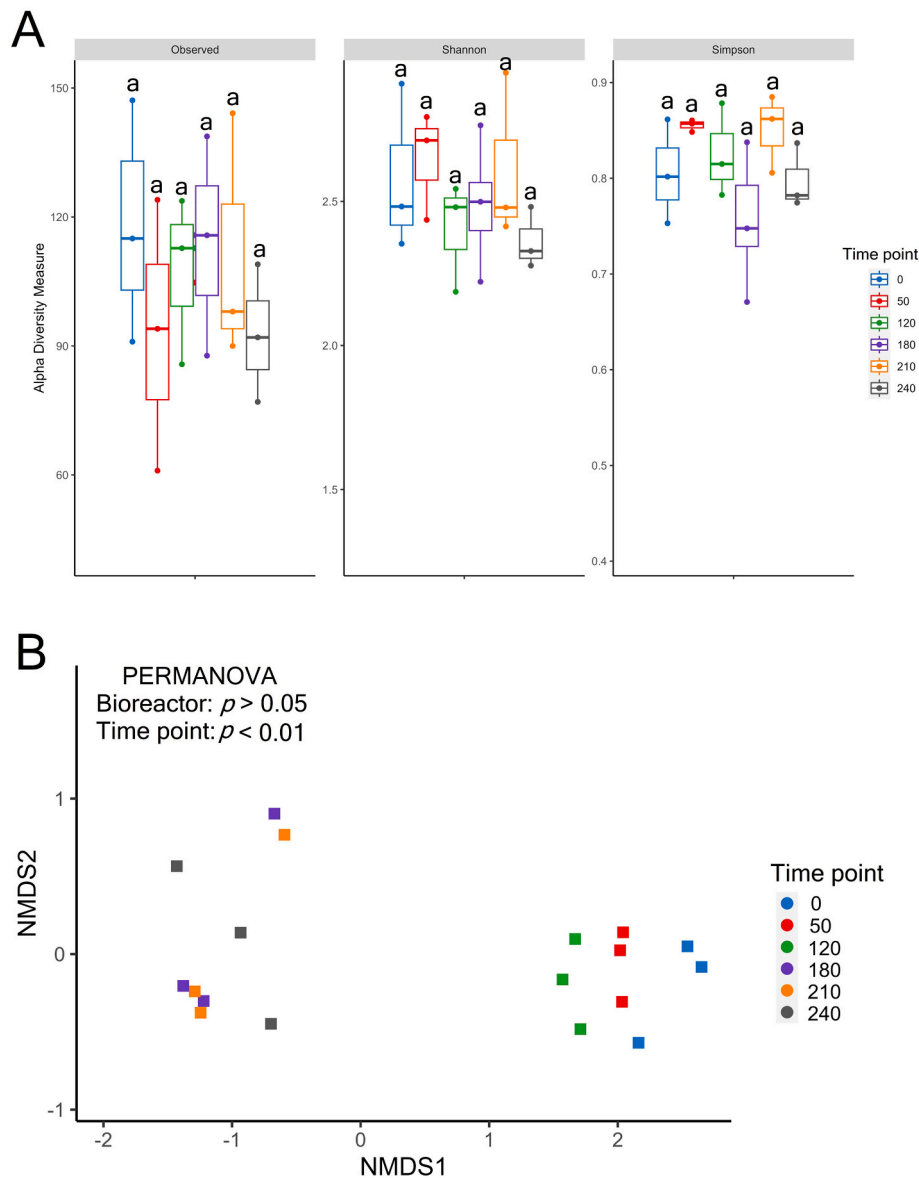 A
Observed
Shannon
Simpson
Alpha Diversity Measure
150
120
90
60
a
a
a
a
a
a
2.5
2.0
1.5
a
a
a
a
a
a
0.9
0.8
0.7
0.6
0.5
0.4
a
a
a
a
a
a
Time point
0
50
120
180
210
240
B
PERMANOVA
Bioreactor: p > 0.05
Time point: p < 0.01
NMDS2
1
0
-1
-2
-1
0
1
2
NMDS1
Time point
0
50
120
180
210
240